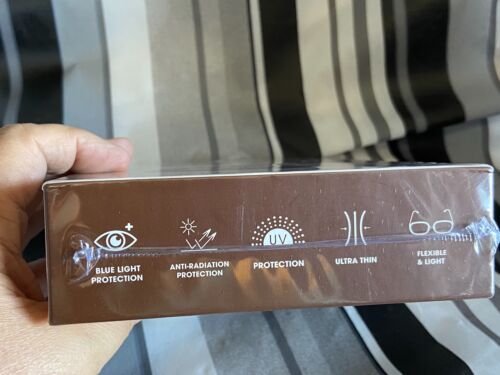 BLUE LIGHT
PROTECTION
ANTI-RADIATION
PROTECTION
UV
PROTECTION
ULTRA THIN
FLEXIBLE
& LIGHT